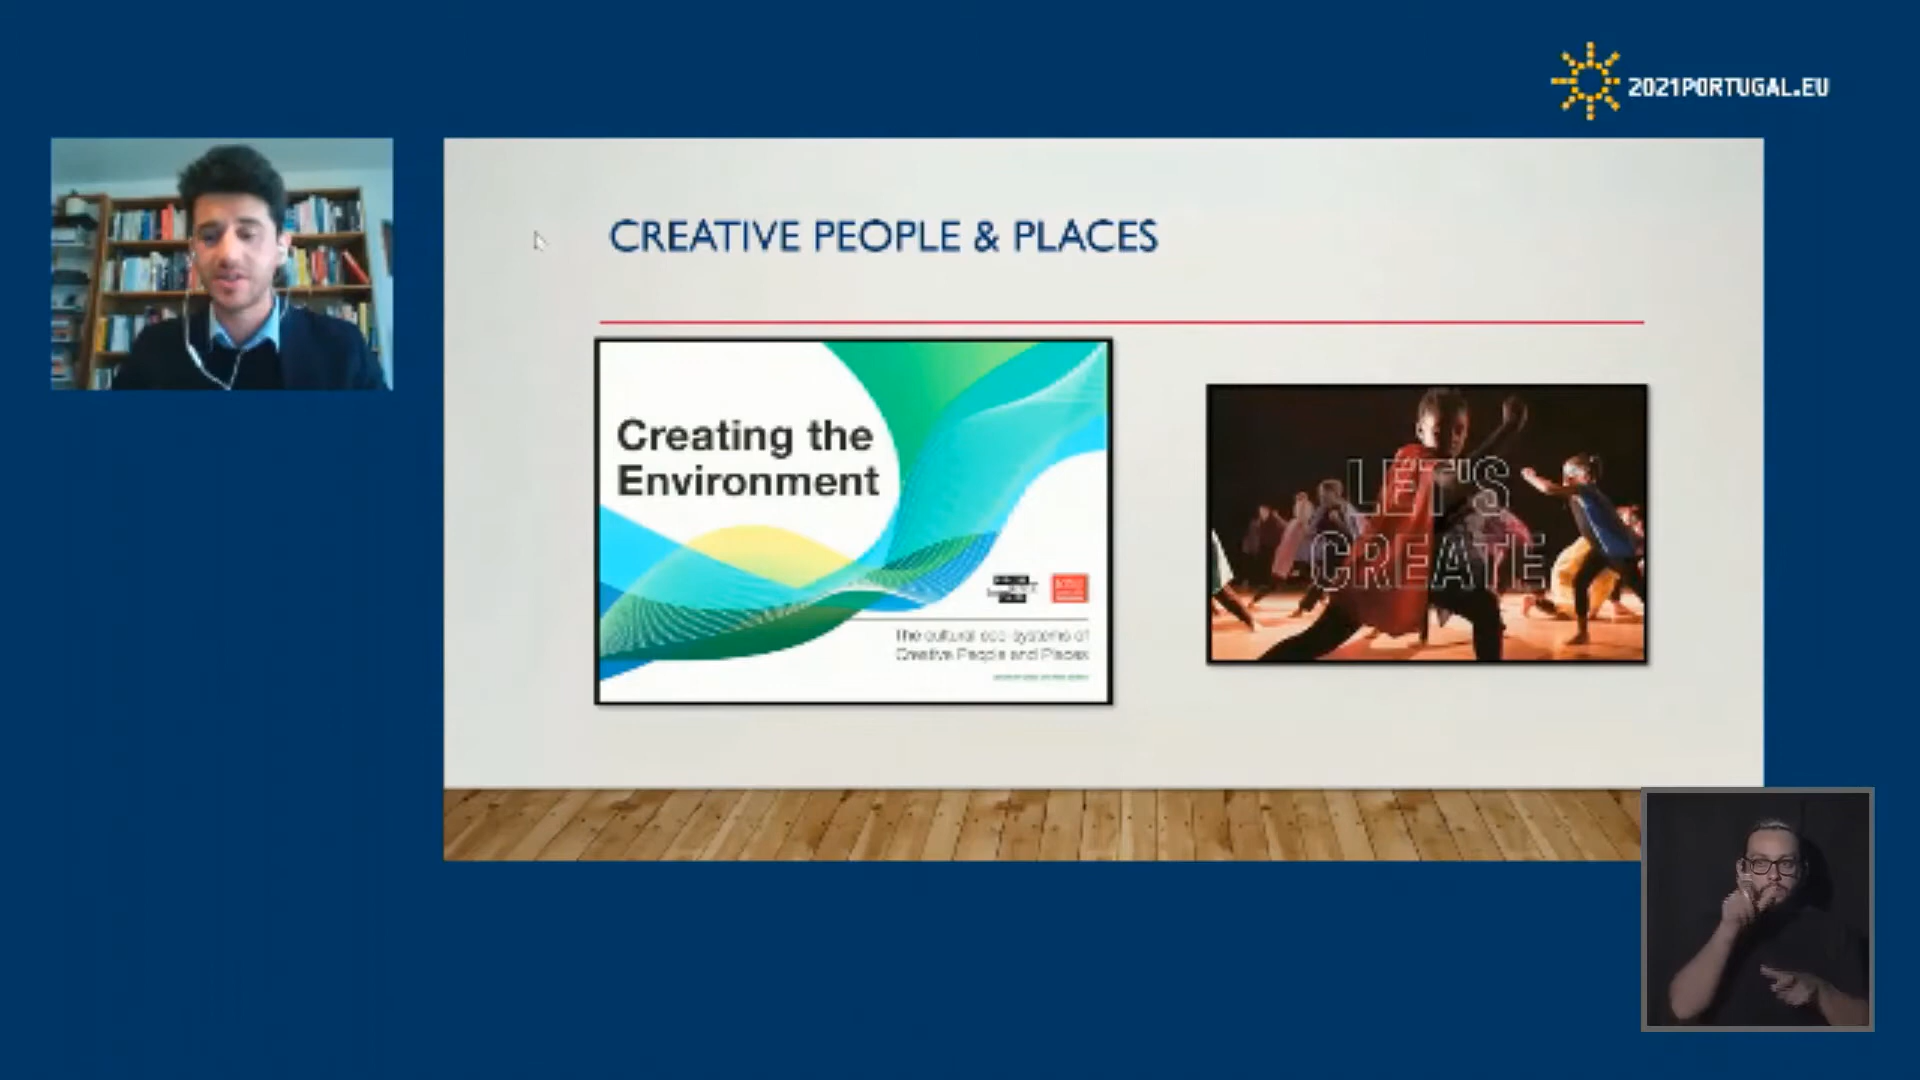 2021PORTUGAL.EU
CREATIVE PEOPLE & PLACES
Creating the
Environment
The cultural eco-systems of
Creative People and Places
LET'S
CREATE